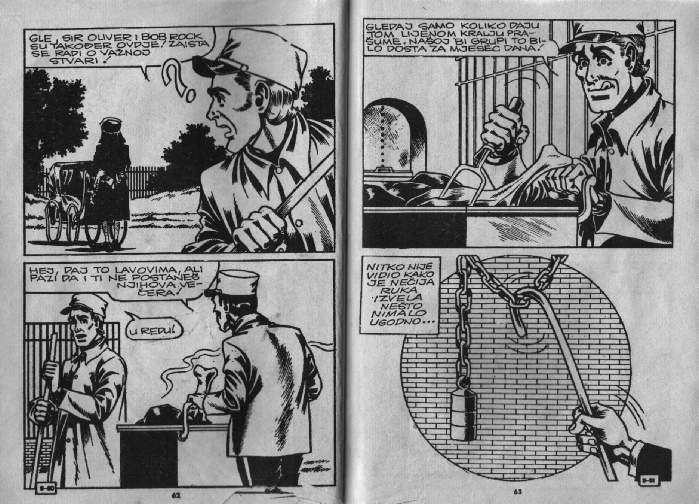 GLE, SIR OLIVER I BOB ROCK
SU TAKOĐER OVDJE! ZAISTA
SE RADI O VAŽNOJ
STVARI!
?
HEJ, DAJ TO LAVOVIMA, ALI
PAZI DA I TI NE POSTANEŠ
NJIHOVA VE-
ČERA!
U REDU!
B-80
62
GLEDAJ SAMO KOLIKO DAJU
TOM LIJENOM KRALJU PRA-
ŠUME. NAŠOJ BI GRUPI TO BI-
LO DOSTA ZA MJESEC DANA!
NITKO NIJE
VIDIO KAKO
JE NEČIJA
RUKA
IZVELA
NEŠTO
NIMALO
UGODNO...
63
B-81